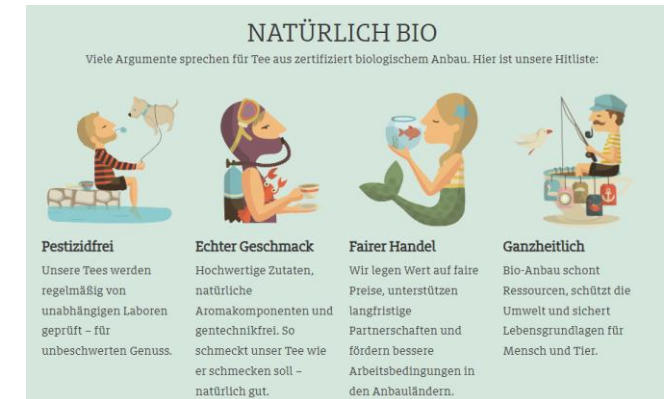 NATÜRLICH BIO
Viele Argumente sprechen für Tee aus zertifiziert biologischem Anbau. Hier ist unsere Hitliste:
Pestizidfrei
Unsere Tees werden
regelmäßig von
unabhängigen Laboren
geprüft – für
unbeschwerten Genuss.
Echter Geschmack
Hochwertige Zutaten,
natürliche
Aromakomponenten und
gentechnikfrei. So
schmeckt unser Tee wie
er schmecken soll –
natürlich gut.
Fairer Handel
Wir legen Wert auf faire
Preise, unterstützen
langfristige
Partnerschaften und
fördern bessere
Arbeitsbedingungen in
den Anbauländern.
Ganzheitlich
Bio-Anbau schont
Ressourcen, schützt die
Umwelt und sichert
Lebensgrundlagen für
Mensch und Tier.